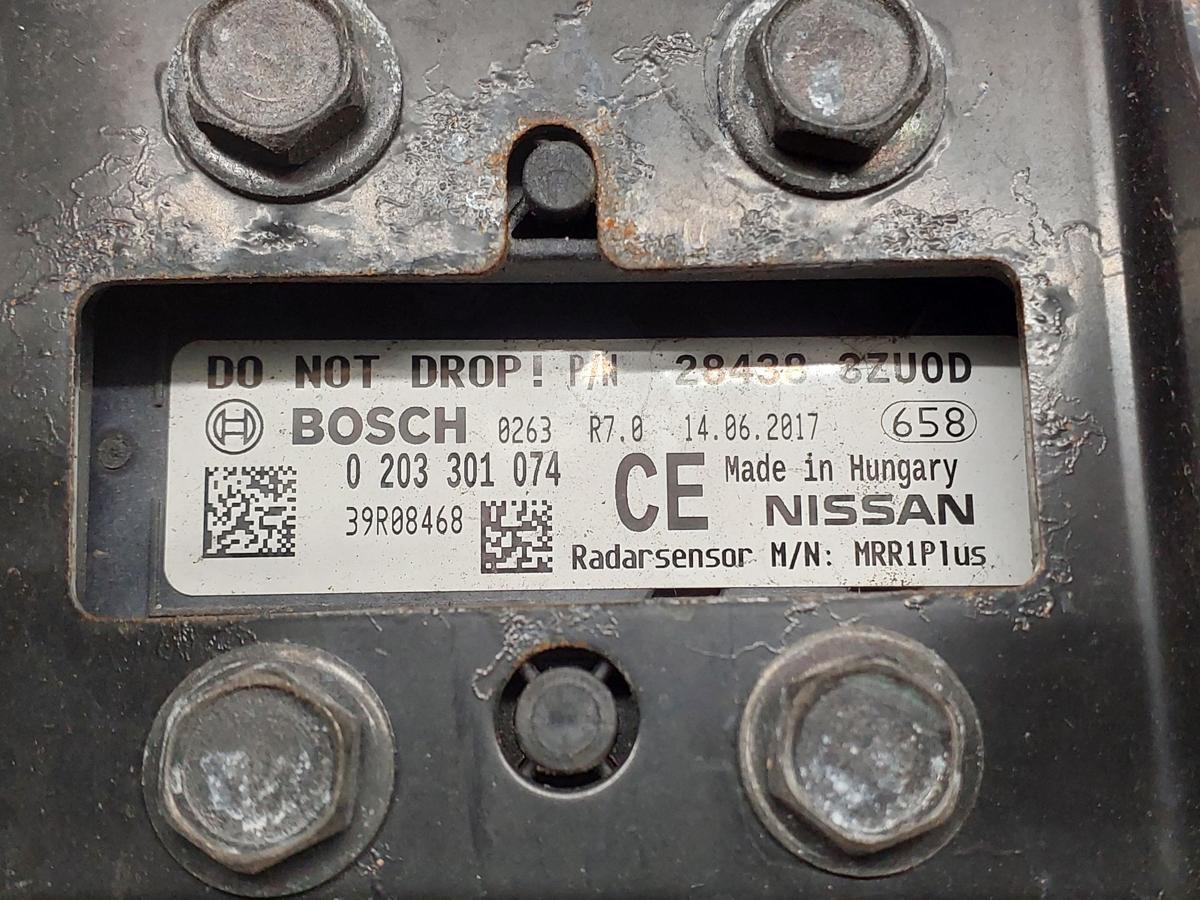 DO NOT DROP! P/N 28438 3ZU0D
BOSCH 0263 R7.0 14.06.2017 658
0 203 301 074 CE Made in Hungary
39R08468 NISSAN
Radarsensor M/N: MRR1Plus